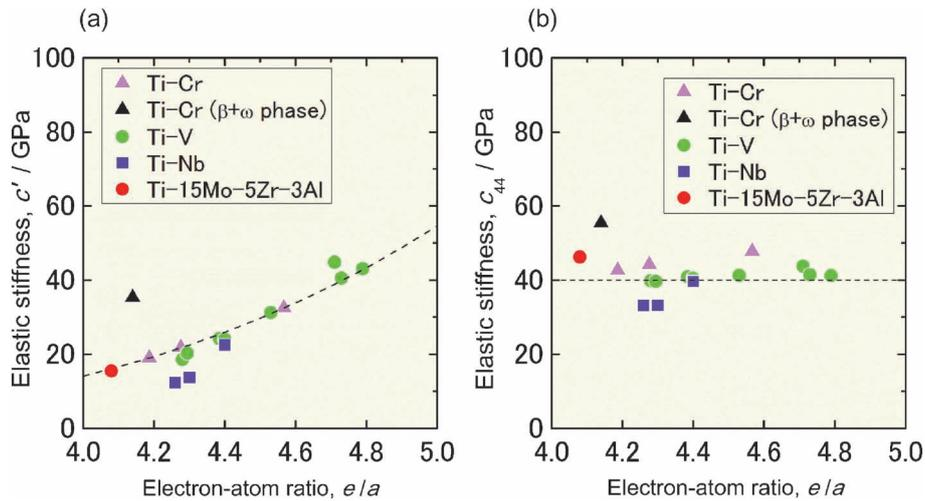 (a)
100
80
60
40
20
0
Elastic stiffness, c′ / GPa
Ti−Cr
Ti−Cr (β+ω phase)
Ti−V
Ti−Nb
Ti−15Mo−5Zr−3Al
4.0 4.2 4.4 4.6 4.8 5.0
Electron-atom ratio, e/a
(b)
100
80
60
40
20
0
Elastic stiffness, c44 / GPa
Ti−Cr
Ti−Cr (β+ω phase)
Ti−V
Ti−Nb
Ti−15Mo−5Zr−3Al
4.0 4.2 4.4 4.6 4.8 5.0
Electron-atom ratio, e/a